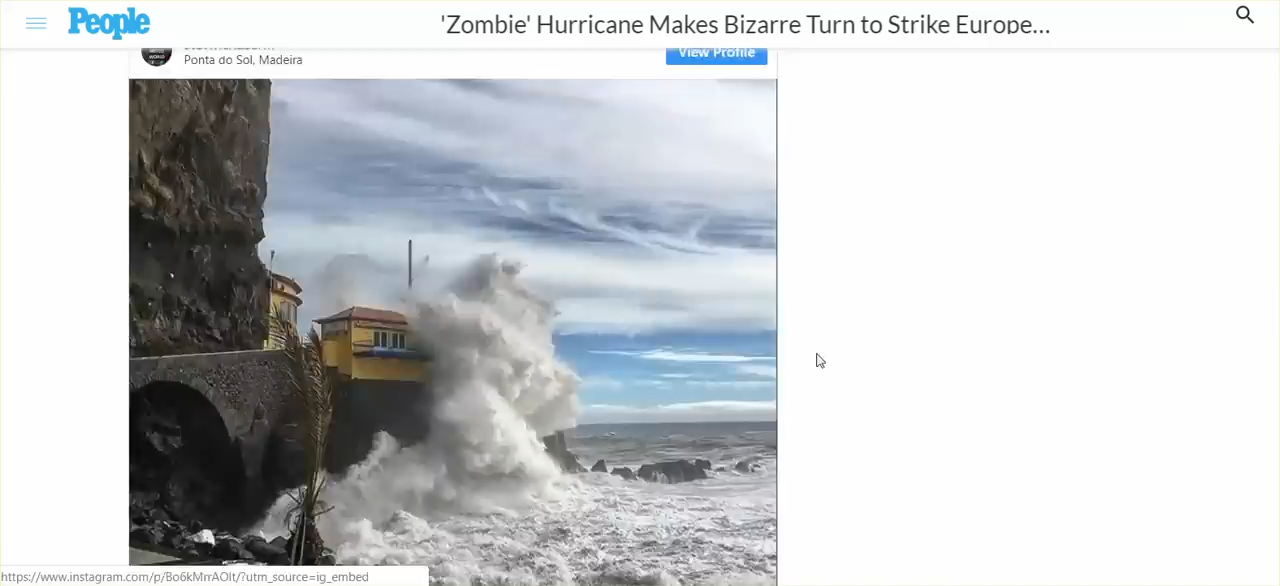 People
'Zombie' Hurricane Makes Bizarre Turn to Strike Europe...
Ponta do Sol, Madeira
View Profile
https://www.instagram.com/p/Bo6kMrrAOlt/?utm_source=ig_embed